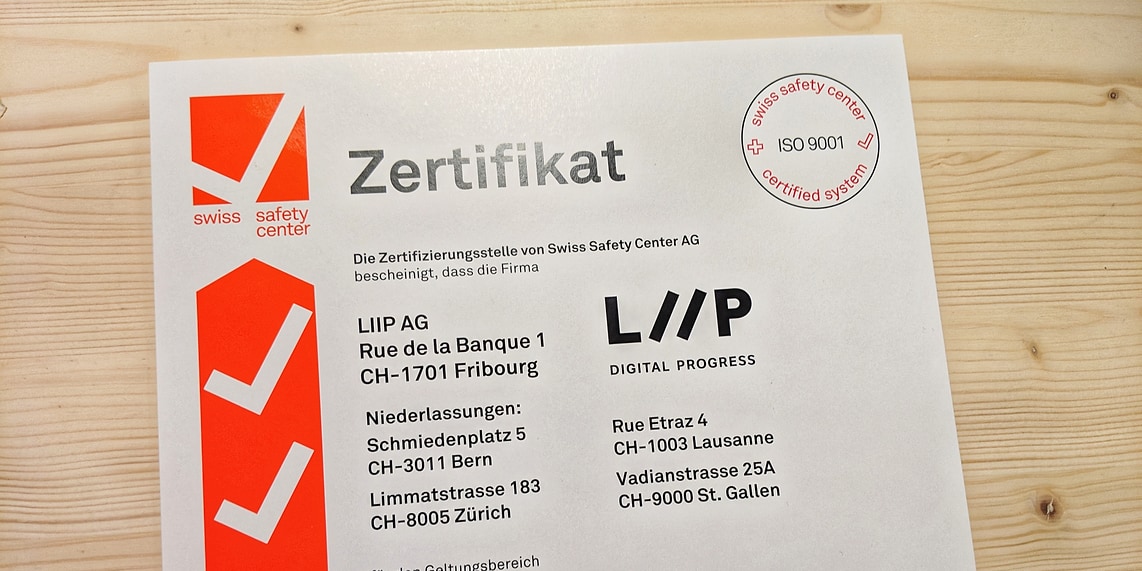 swiss safety
center
Zertifikat
swiss safety center
ISO 9001
certified system
Die Zertifizierungsstelle von Swiss Safety Center AG
bescheinigt, dass die Firma
LIIP AG
Rue de la Banque 1
CH-1701 Fribourg
LIIP
DIGITAL PROGRESS
Niederlassungen:
Schmiedenplatz 5
CH-3011 Bern
Limmatstrasse 183
CH-8005 Zürich
Rue Etraz 4
CH-1003 Lausanne
Vadianstrasse 25A
CH-9000 St. Gallen
Geltungsbereich